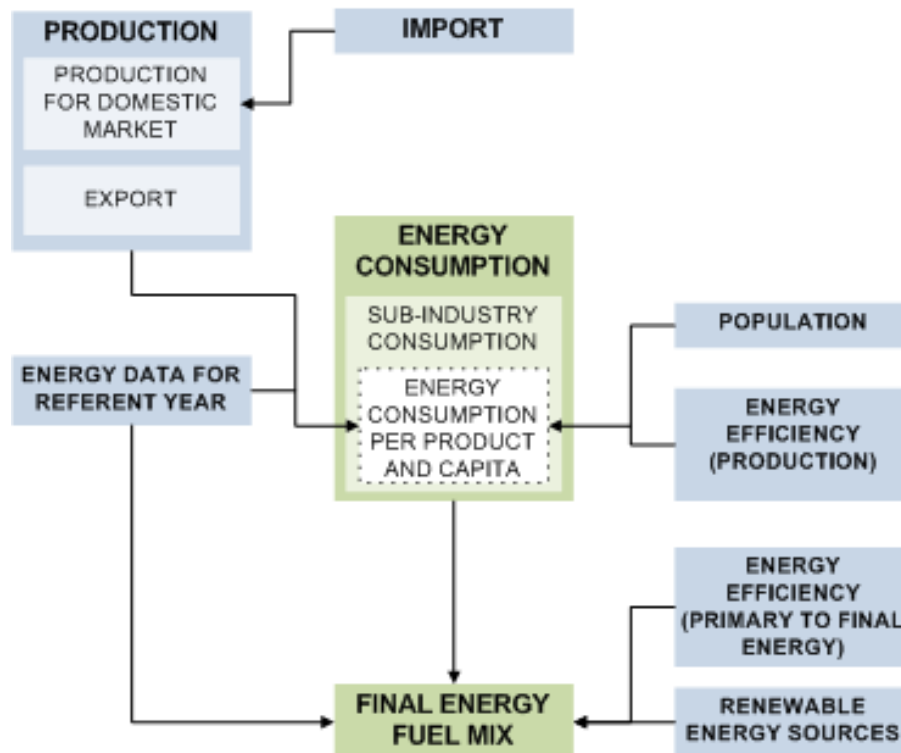 PRODUCTION
PRODUCTION
FOR DOMESTIC
MARKET
EXPORT
IMPORT
ENERGY
CONSUMPTION
SUB-INDUSTRY
CONSUMPTION
ENERGY
CONSUMPTION
PER PRODUCT
AND CAPITA
ENERGY DATA FOR
REFERENT YEAR
POPULATION
ENERGY
EFFICIENCY
(PRODUCTION)
ENERGY
EFFICIENCY
(PRIMARY TO FINAL
ENERGY)
FINAL ENERGY
FUEL MIX
RENEWABLE
ENERGY SOURCES